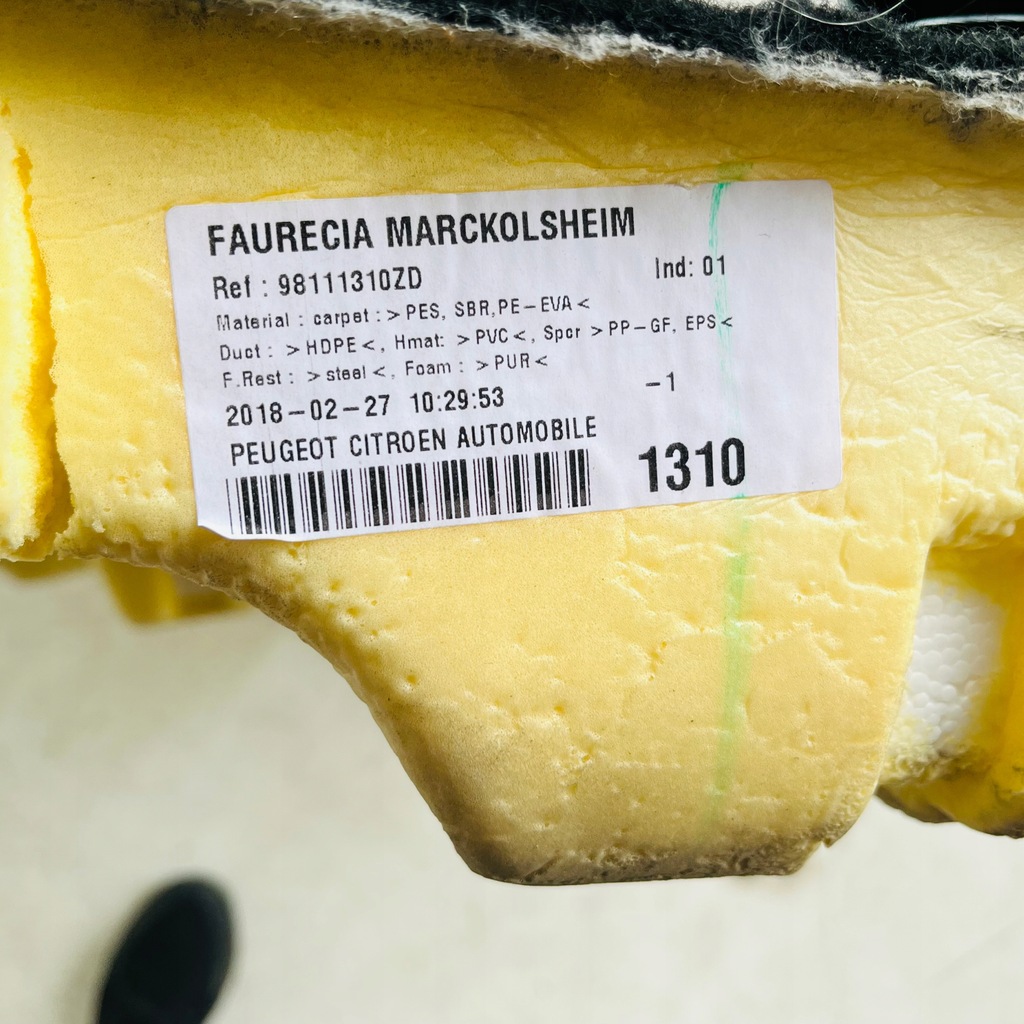 FAURECIA MARCKOLSHEIM
Ref : 98111310ZD Ind: 01
Material : carpet : > PES, SBR,PE-EVA <
Duct : > HDPE <, Hmat: > PVC <, Spcr > PP-GF, EPS <
F.Rest : > steel <, Foam : > PUR <
-1
2018-02-27 10:29:53
PEUGEOT CITROEN AUTOMOBILE
1310